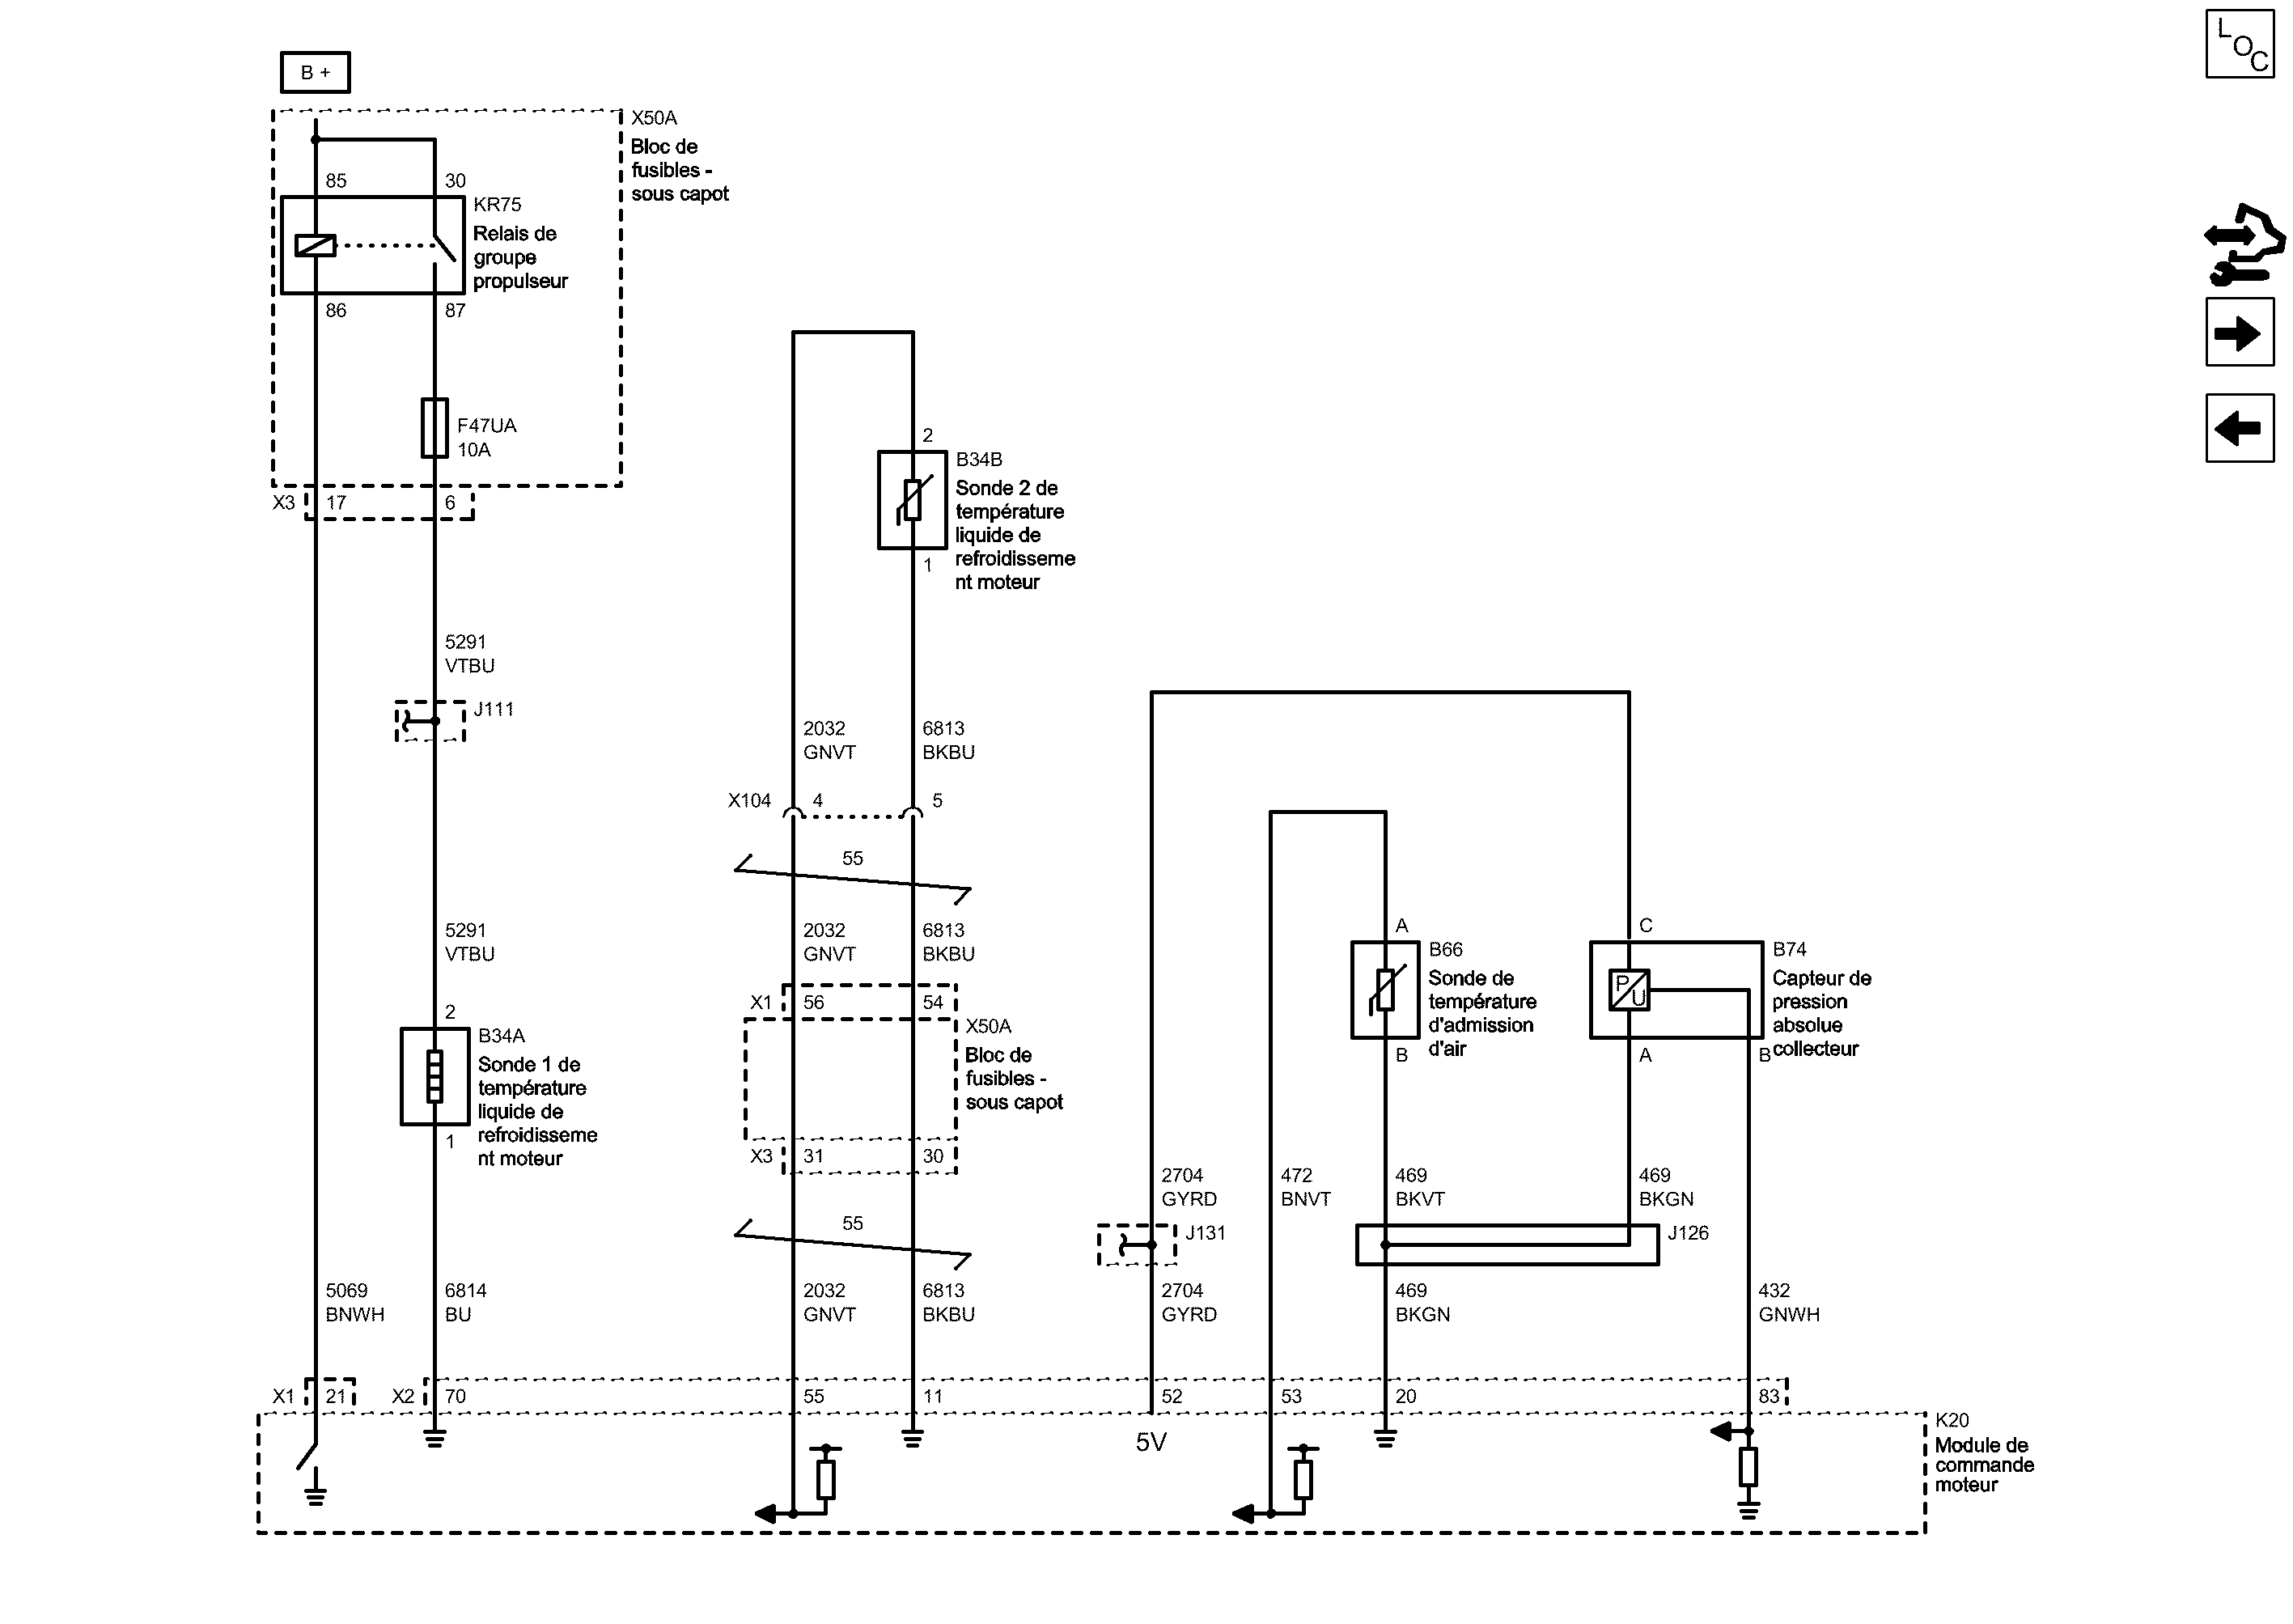 LOC
B +
X50A
Bloc de
fusibles -
sous capot
85
30
KR75
Relais de
groupe
propulseur
86
87
F47UA
10A
X3
17
6
5291
VTBU
J111
5291
VTBU
2
B34A
Sonde 1 de
température
liquide de
refroidisseme
nt moteur
1
5069
BNWH
6814
BU
2
B34B
Sonde 2 de
température
liquide de
refroidisseme
nt moteur
1
2032
GNVT
6813
BKBU
X104
4
5
55
2032
GNVT
6813
BKBU
X1
56
54
X50A
Bloc de
fusibles -
sous capot
X3
31
30
55
2032
GNVT
6813
BKBU
A
B66
Sonde de
température
d'admission
d'air
B
C
B74
Capteur de
pression
absolue
collecteur
P
U
A
B
2704
GYRD
472
BNVT
469
BKVT
469
BKGN
J131
J126
2704
GYRD
469
BKGN
432
GNWH
X1
21
X2
70
55
11
52
53
20
83
5V
K20
Module de
commande
moteur